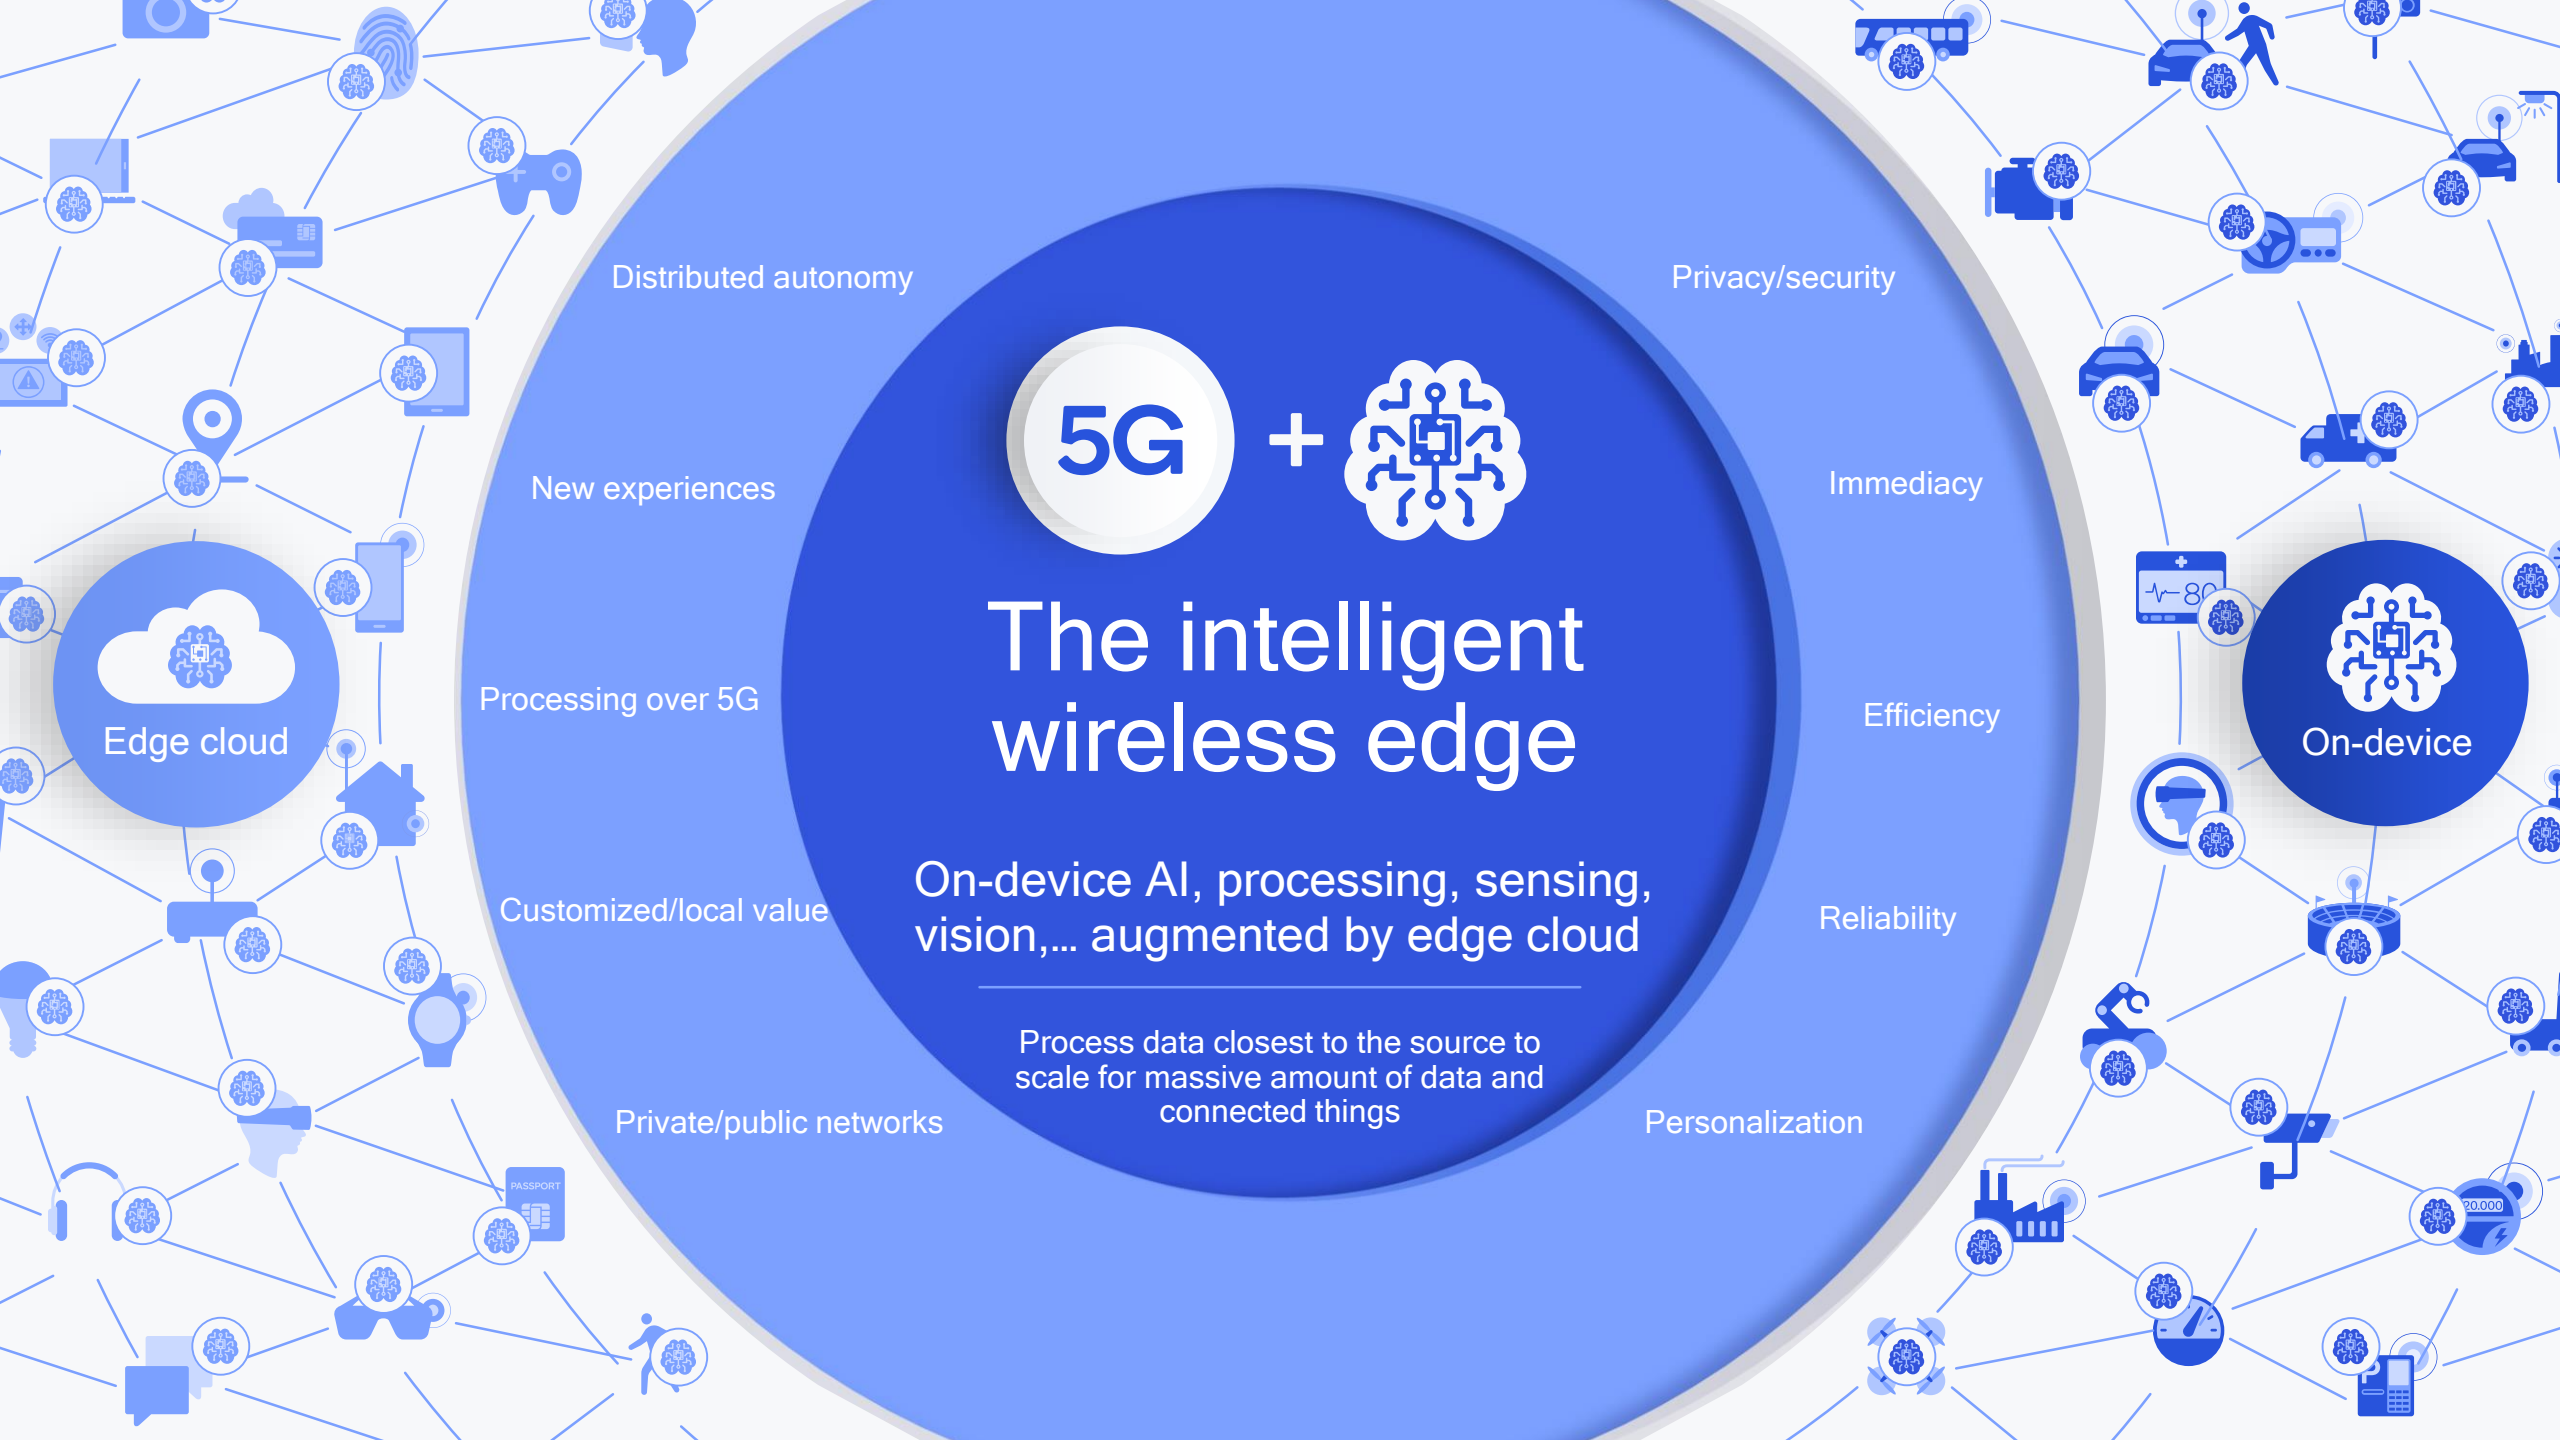 Distributed autonomy
New experiences
Processing over 5G
Customized/local value
Private/public networks
Edge cloud
PASSPORT
5G +
The intelligent
wireless edge
On-device AI, processing, sensing,
vision,... augmented by edge cloud
Process data closest to the source to
scale for massive amount of data and
connected things
Privacy/security
Immediacy
Efficiency
Reliability
Personalization
80
On-device
20.000
P